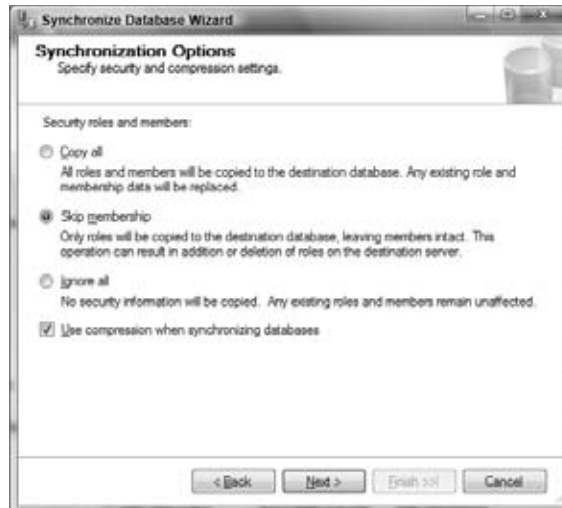 Synchronize Database Wizard
Synchronization Options
Specify security and compression settings.
Security roles and members:
Copy all
All roles and members will be copied to the destination database. Any existing role and
membership data will be replaced.
Skip membership
Only roles will be copied to the destination database, leaving members intact. This
operation can result in addition or deletion of roles on the destination server.
Ignore all
No security information will be copied. Any existing roles and members remain unaffected.
Use compression when synchronizing databases
< Back
Next >
Finish >>|
Cancel